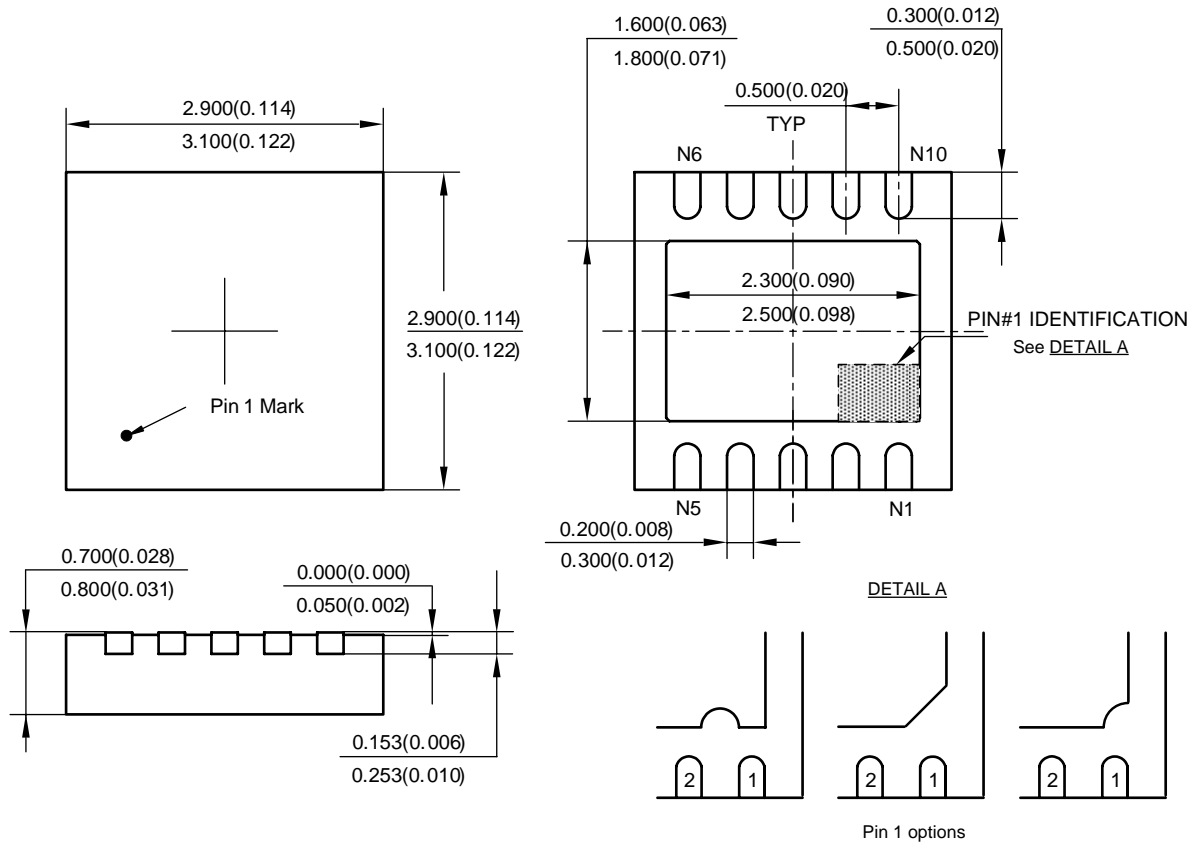 2.900(0.114)
3.100(0.122)
2.900(0.114)
3.100(0.122)
Pin 1 Mark
1.600(0.063)
1.800(0.071)
0.300(0.012)
0.500(0.020)
0.500(0.020)
TYP
N6
N10
2.300(0.090)
2.500(0.098)
PIN#1 IDENTIFICATION
See DETAIL A
N5
N1
0.200(0.008)
0.300(0.012)
0.700(0.028)
0.800(0.031)
0.000(0.000)
0.050(0.002)
0.153(0.006)
0.253(0.010)
DETAIL A
2 1
2 1
2 1
Pin 1 options